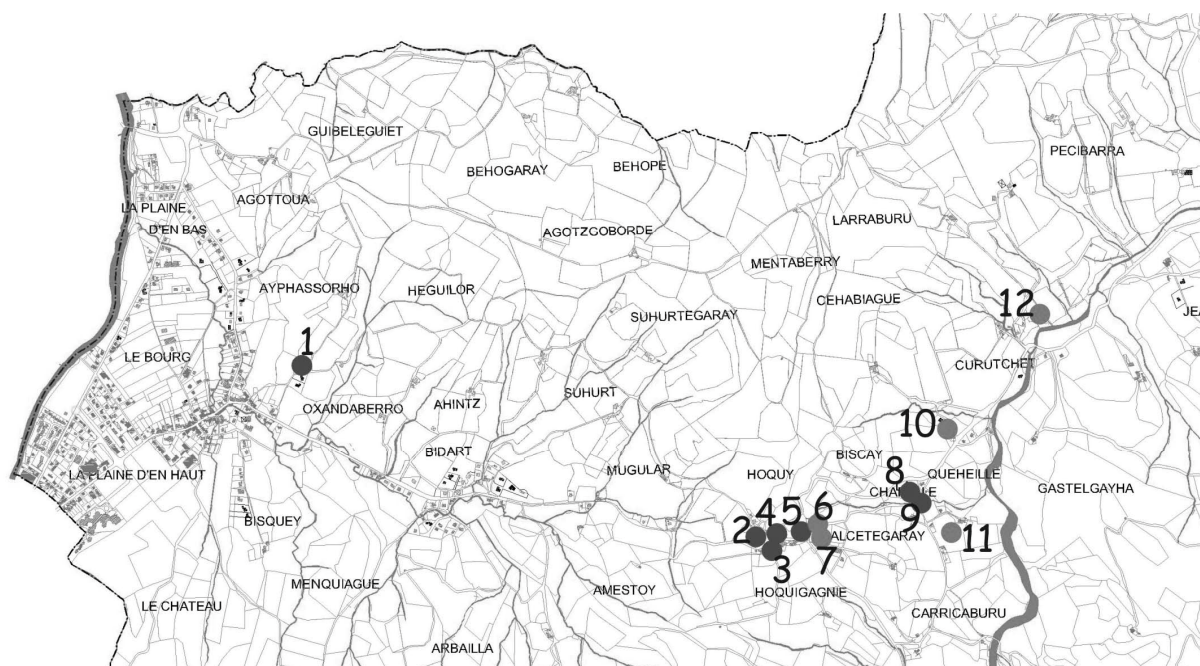 GUIBELEGUIET
BEHOGARAY
BEHOPE
PECIBARRA
LA PLAINE
D'EN BAS
AGOTTOUA
LARRABURU
AGOTZCOBORDE
MENTABERRY
AYPHASSORHO
HEGUILOR
CEHABIAGUE
SUHURTEGARAY
12
JEA
1
LE BOURG
CURUTCHET
OXANDABERRO
AHINTZ
SUHURT
10
BIDART
BISCAY
LA PLAINE D'EN HAUT
MUGULAR
HOQUY
8
QUEHEILLE
GASTELGAYHA
BISQUEY
2
4
5
6
9
11
3
7
ALCETEGARAY
MENQUIAGUE
AMESTOY
HOQUIGAGNIE
LE CHATEAU
CARRICABURU
ARBAILLA